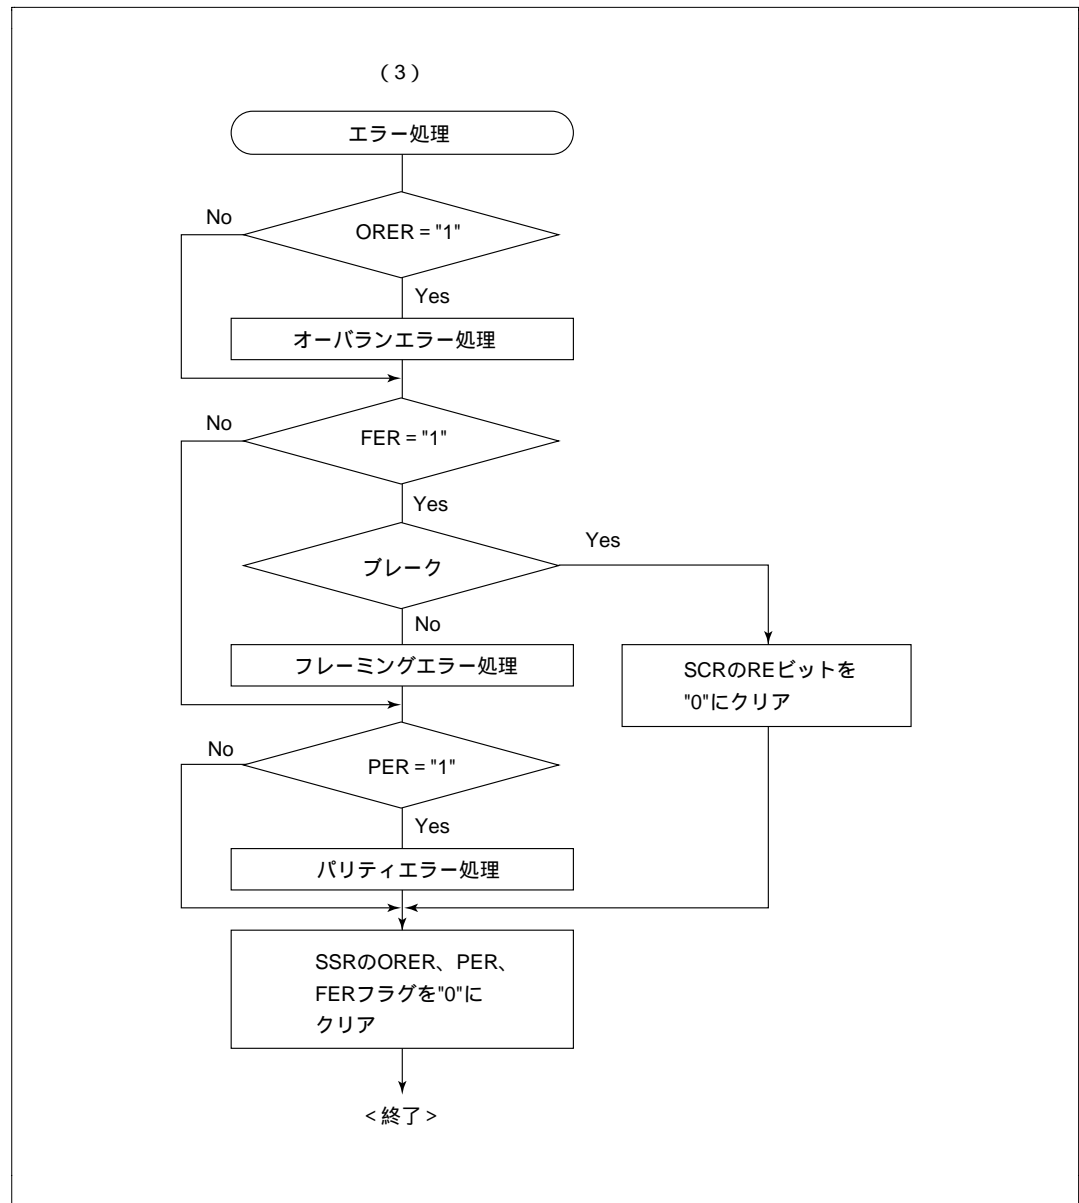 (3)
エラー処理
No
ORER = "1"
Yes
オーバランエラー処理
No
FER = "1"
Yes
ブレーク
Yes
No
フレーミングエラー処理
SCRのREビットを
"0"にクリア
No
PER = "1"
Yes
パリティエラー処理
SSRのORER、PER、
FERフラグを"0"に
クリア
<終了>